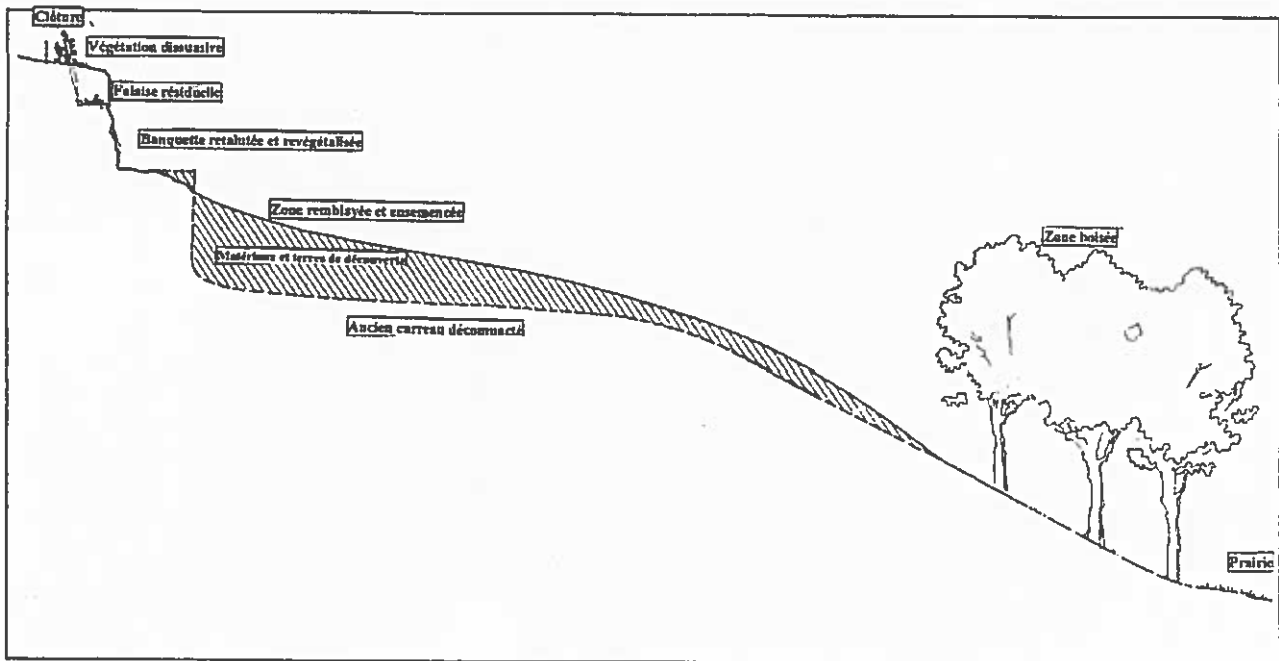 Clôture
Végétation dissuasive
Falaise résiduelle
Banquette retalutée et revégétalisée
Zone remblayée et ensemencée
Matériaux et terres de découverte
Zone boisée
Ancien carreau décompacté
Prairie